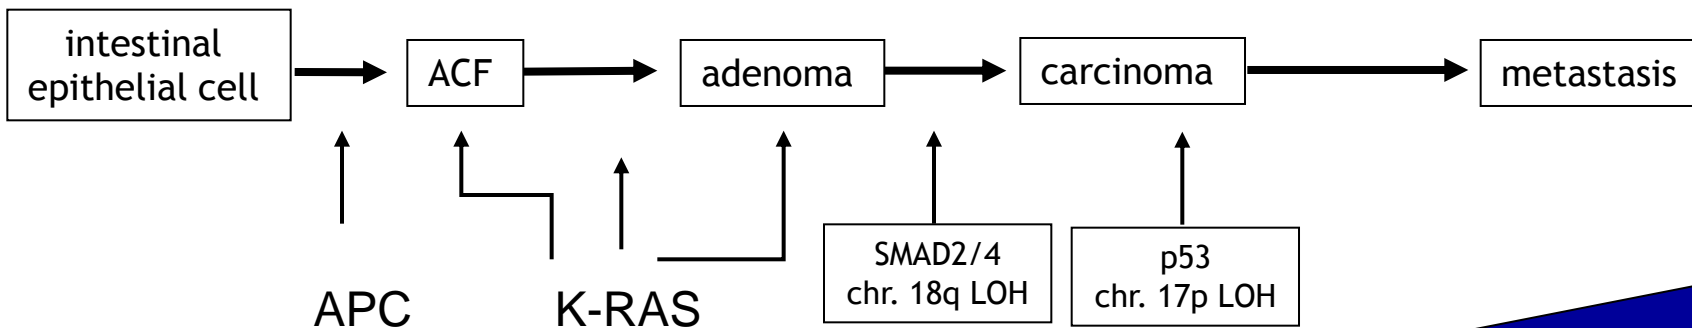 intestinal
epithelial cell
ACF
adenoma
carcinoma
metastasis
APC
K-RAS
SMAD2/4
chr. 18q LOH
p53
chr. 17p LOH